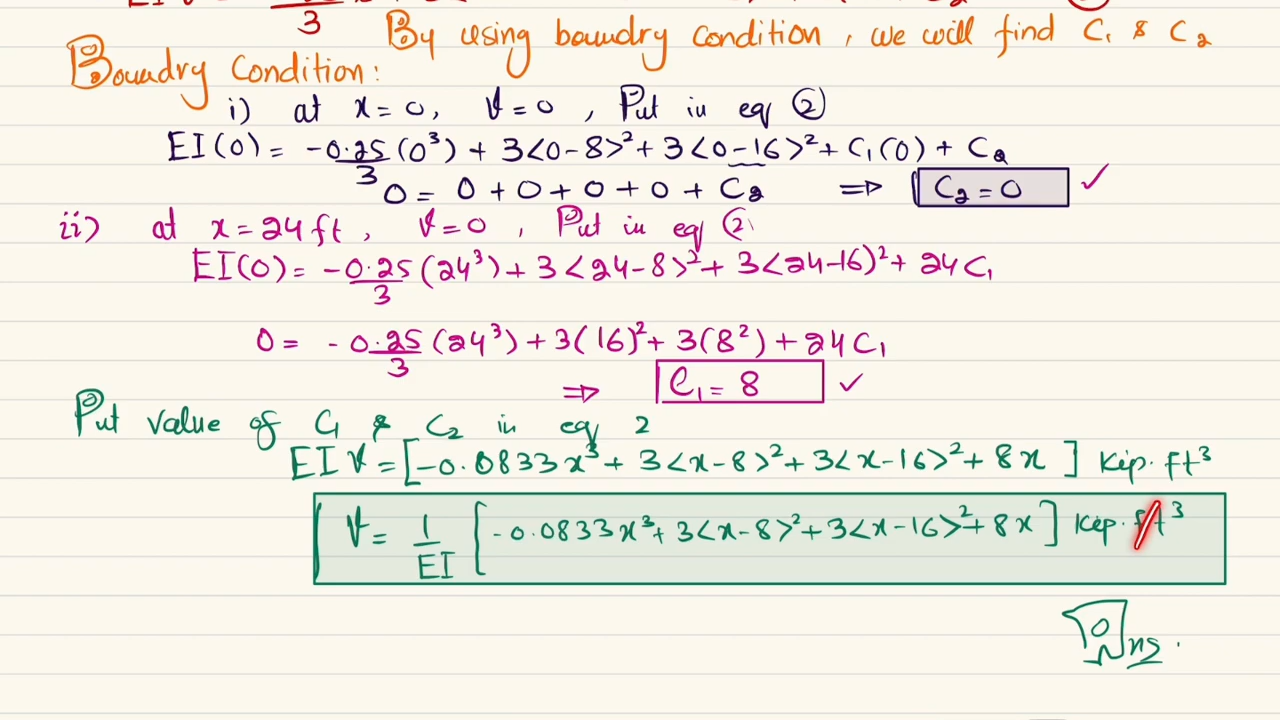 3
By using boundry condition, we will find C₁ & C₂
Boundry Condition:
i) at x=0, v=0, Put in eq ②
EI(0) = -0.25/3 (0³) + 3<0-8>² + 3<0-16>² + C₁(0) + C₂
0 = 0+0+0+0+C₂ ⇒ C₂=0 ✓
ii) at x=24ft, v=0, Put in eq (2)
EI(0) = -0.25/3 (24³) + 3<24-8>² + 3<24-16)² + 24C₁
0 = -0.25/3 (24³) + 3(16)² + 3(8²) + 24C₁
⇒ C₁ = 8 ✓
Put value of C₁ & C₂ in eq 2
EIv = [-0.0833x³ + 3<x-8>² + 3<x-16>² + 8x] Kip.ft³
v = 1/EI [-0.0833x³ + 3<x-8>² + 3<x-16>² + 8x] Kip.ft³
Ans.